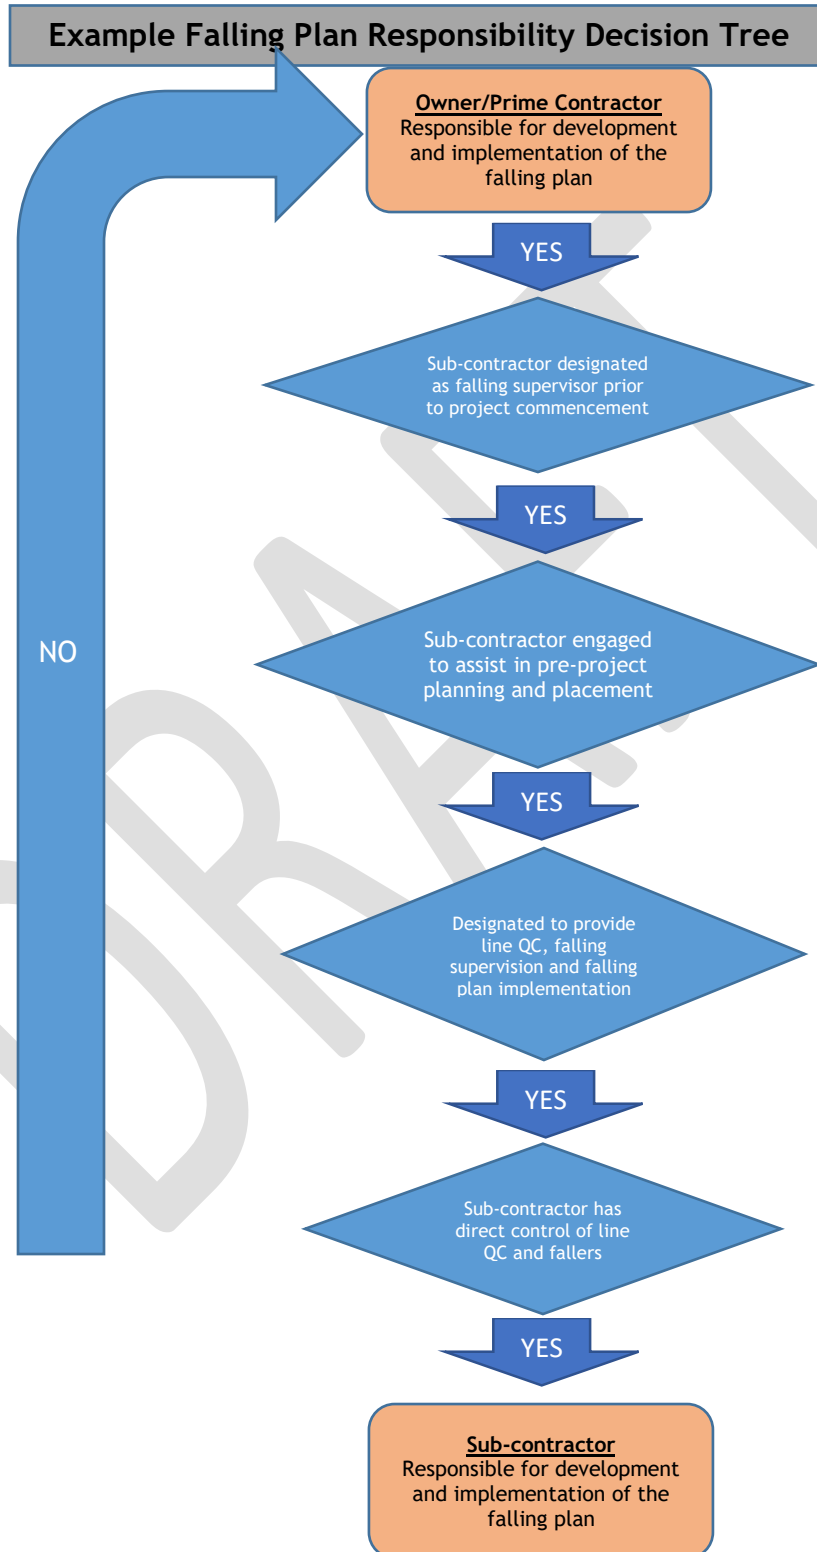 Example Falling Plan Responsibility Decision Tree
Owner/Prime Contractor
Responsible for development
and implementation of the
falling plan
YES
Sub-contractor designated
as falling supervisor prior
to project commencement
YES
NO
Sub-contractor engaged
to assist in pre-project
planning and placement
YES
Designated to provide
line QC, falling
supervision and falling
plan implementation
YES
Sub-contractor has
direct control of line
QC and fallers
YES
Sub-contractor
Responsible for development
and implementation of the
falling plan
DRAFT